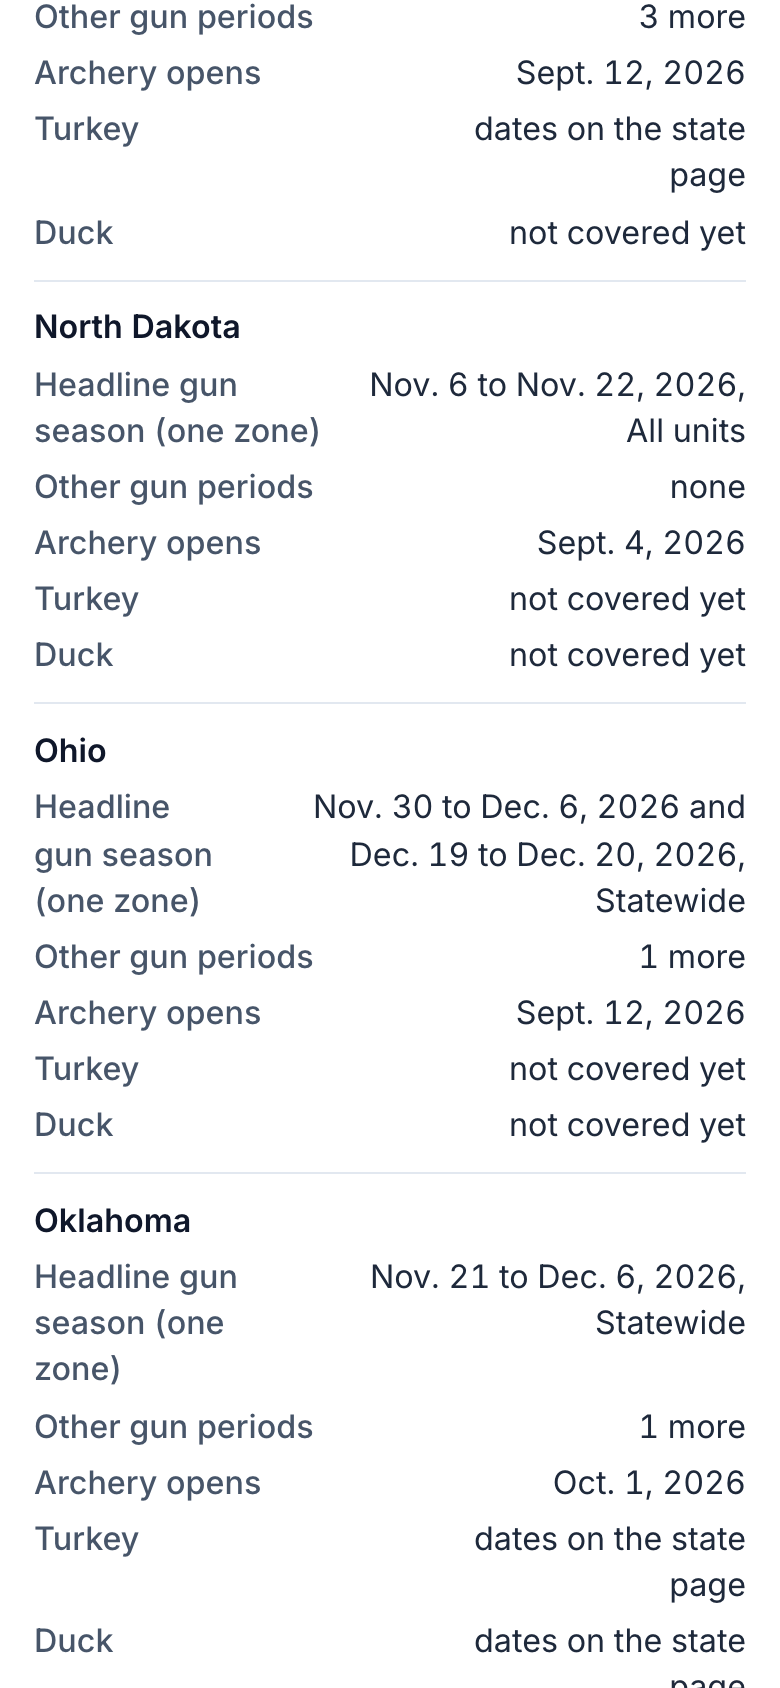 Other gun periods 3 more
Archery opens Sept. 12, 2026
Turkey dates on the state
page
Duck not covered yet
North Dakota
Headline gun Nov. 6 to Nov. 22, 2026,
season (one zone) All units
Other gun periods none
Archery opens Sept. 4, 2026
Turkey not covered yet
Duck not covered yet
Ohio
Headline Nov. 30 to Dec. 6, 2026 and
gun season Dec. 19 to Dec. 20, 2026,
(one zone) Statewide
Other gun periods 1 more
Archery opens Sept. 12, 2026
Turkey not covered yet
Duck not covered yet
Oklahoma
Headline gun Nov. 21 to Dec. 6, 2026,
season (one Statewide
zone)
Other gun periods 1 more
Archery opens Oct. 1, 2026
Turkey dates on the state
page
Duck dates on the state
page